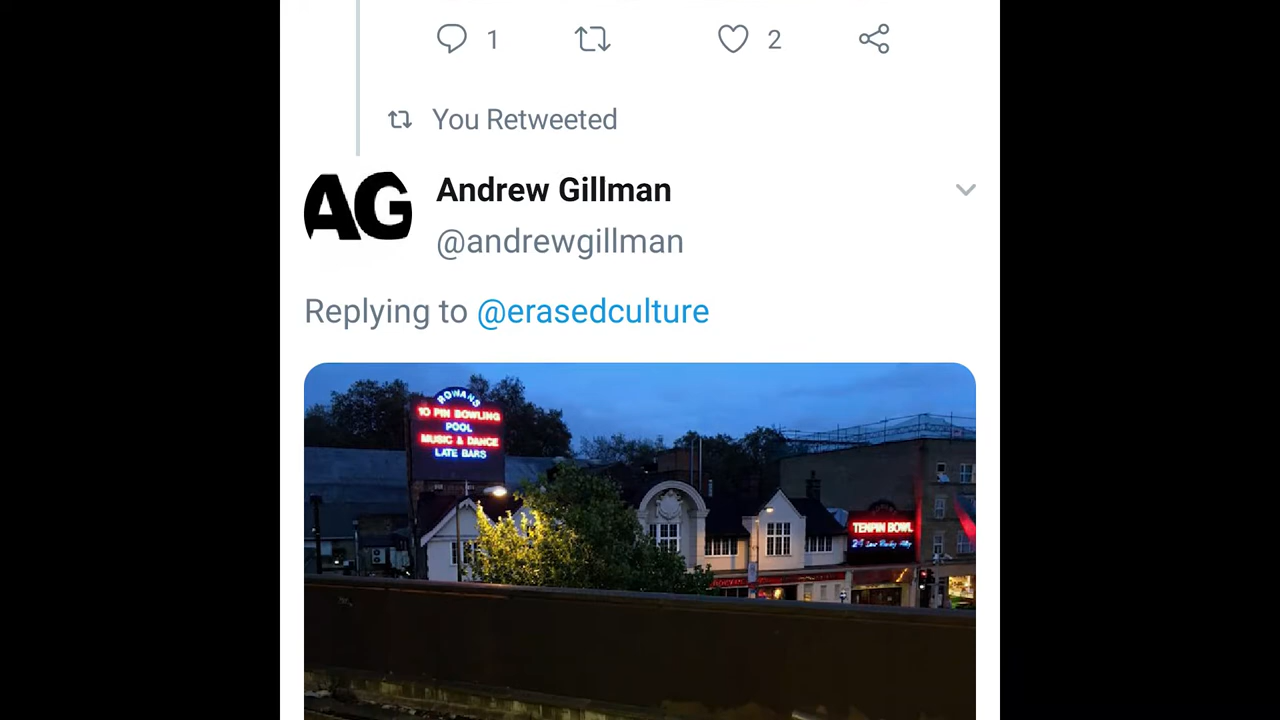 1
2
You Retweeted
AG
Andrew Gillman
@andrewgillman
Replying to @erasedculture
ROWANS
10 PIN BOWLING
POOL
MUSIC & DANCE
LATE BARS
TENPIN BOWL